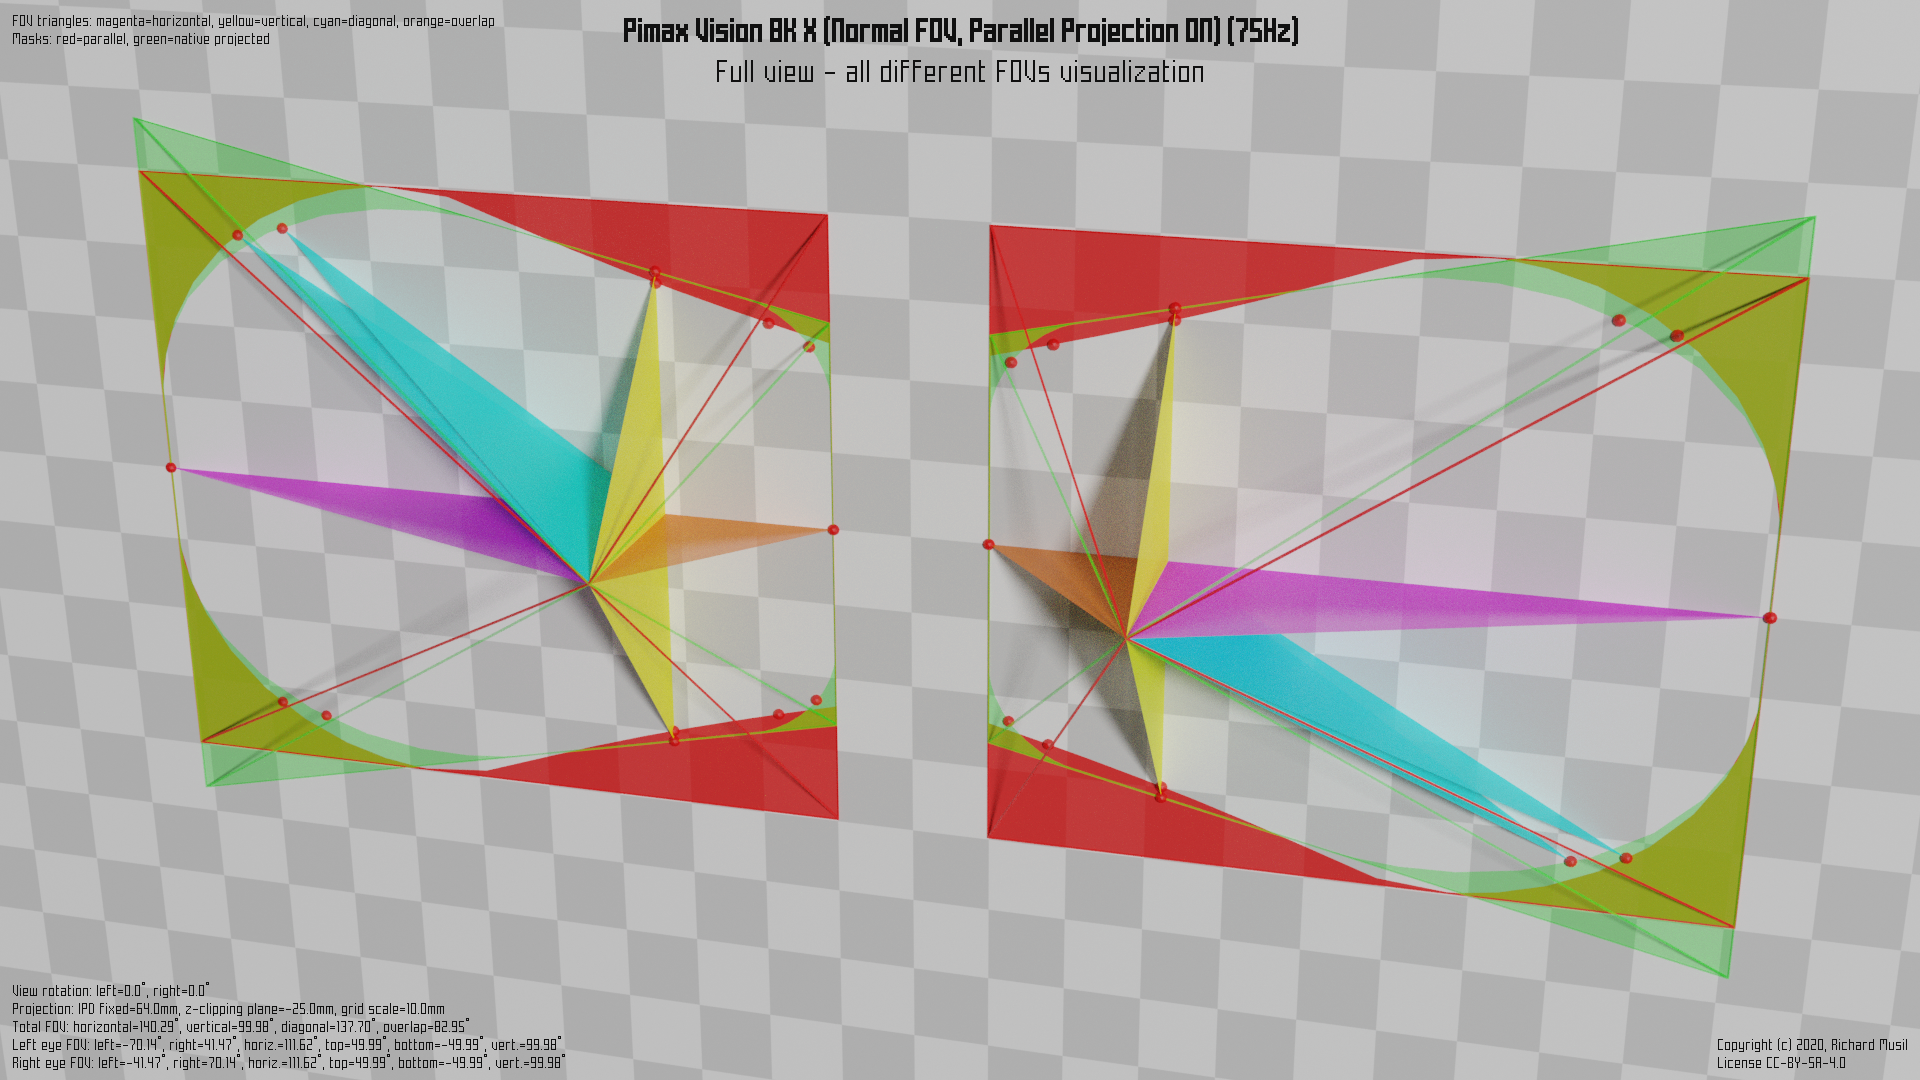 FOV triangles: magenta=horizontal, yellow=vertical, cyan=diagonal, orange=overlap
Masks: red=parallel, green=native projected
Pimax Vision 8K X (Normal FOV, Parallel Projection ON) (75Hz)
Full view - all different FOVs visualization
View rotation: left=0.0°, right=0.0°
Projection: IPD fixed=64.0mm, z-clipping plane=-25.0mm, grid scale=10.0mm
Total FOV: horizontal=140.29°, vertical=99.98°, diagonal=137.70°, overlap=82.95°
Left eye FOV: left=-70.14°, right=41.47°, horiz.=111.62°, top=49.99°, bottom=-49.99°, vert.=99.98°
Right eye FOV: left=-41.47°, right=70.14°, horiz.=111.62°, top=49.99°, bottom=-49.99°, vert.=99.98°
Copyright (c) 2020, Richard Musil
License CC-BY-SA-4.0